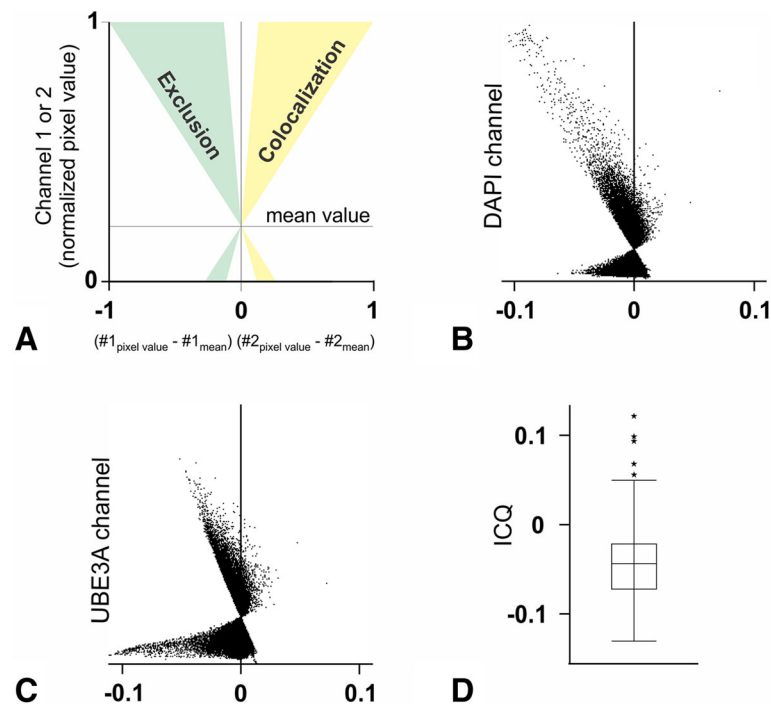 1
Channel 1 or 2
(normalized pixel value)
Exclusion
Colocalization
mean value
0
-1 0 1
(#1pixel value - #1mean) (#2pixel value - #2mean)
A
DAPI channel
-0.1 0 0.1
B
UBE3A channel
-0.1 0 0.1
C
ICQ
0.1
0
-0.1
D